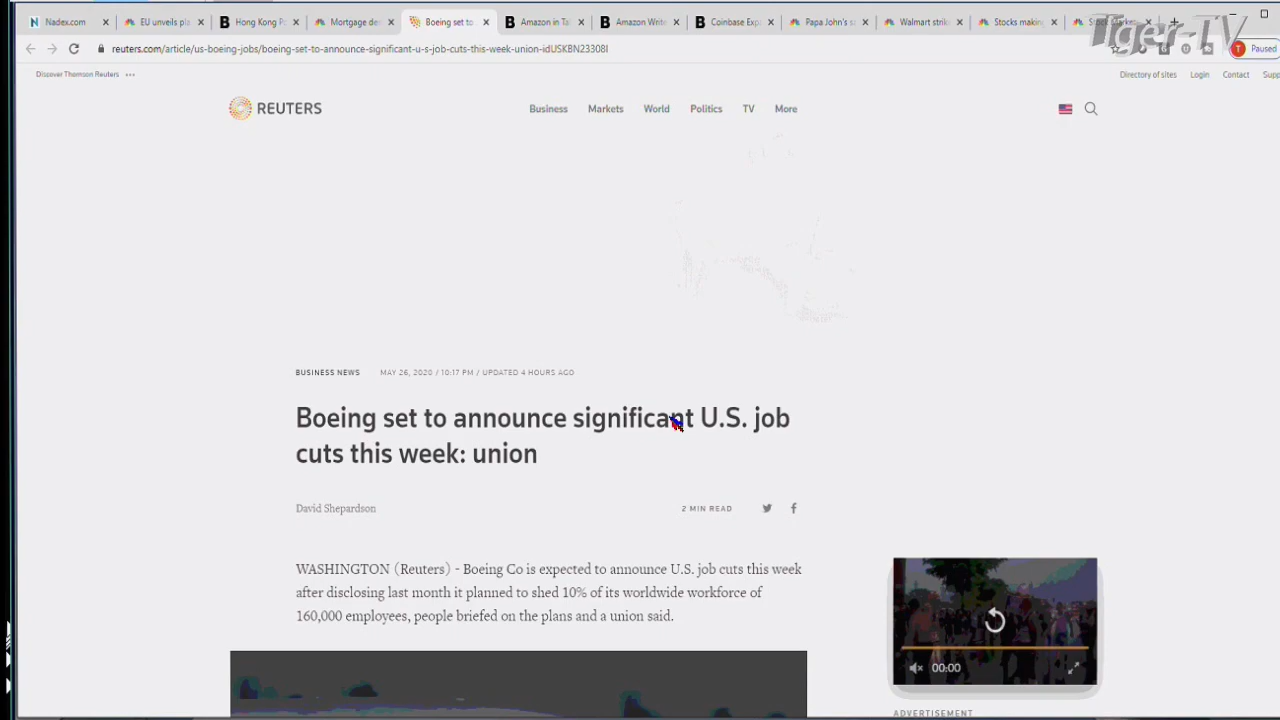 Nadex.com
EU unveils pla
Hong Kong Po
Mortgage de
Boeing set to
Amazon in Tal
Amazon Write
Coinbase Exp
Papa John's s
Walmart strik
Stocks makin
Tiger-TV
reuters.com/article/us-boeing-jobs/boeing-set-to-announce-significant-u-s-job-cuts-this-week-union-idUSKBN23308I
T Paused
Discover Thomson Reuters •••
Directory of sites Login Contact Supp
REUTERS
Business Markets World Politics TV More
BUSINESS NEWS MAY 26, 2020 / 10:17 PM / UPDATED 4 HOURS AGO
Boeing set to announce significant U.S. job
cuts this week: union
David Shepardson
2 MIN READ
WASHINGTON (Reuters) - Boeing Co is expected to announce U.S. job cuts this week
after disclosing last month it planned to shed 10% of its worldwide workforce of
160,000 employees, people briefed on the plans and a union said.
00:00
ADVERTISEMENT